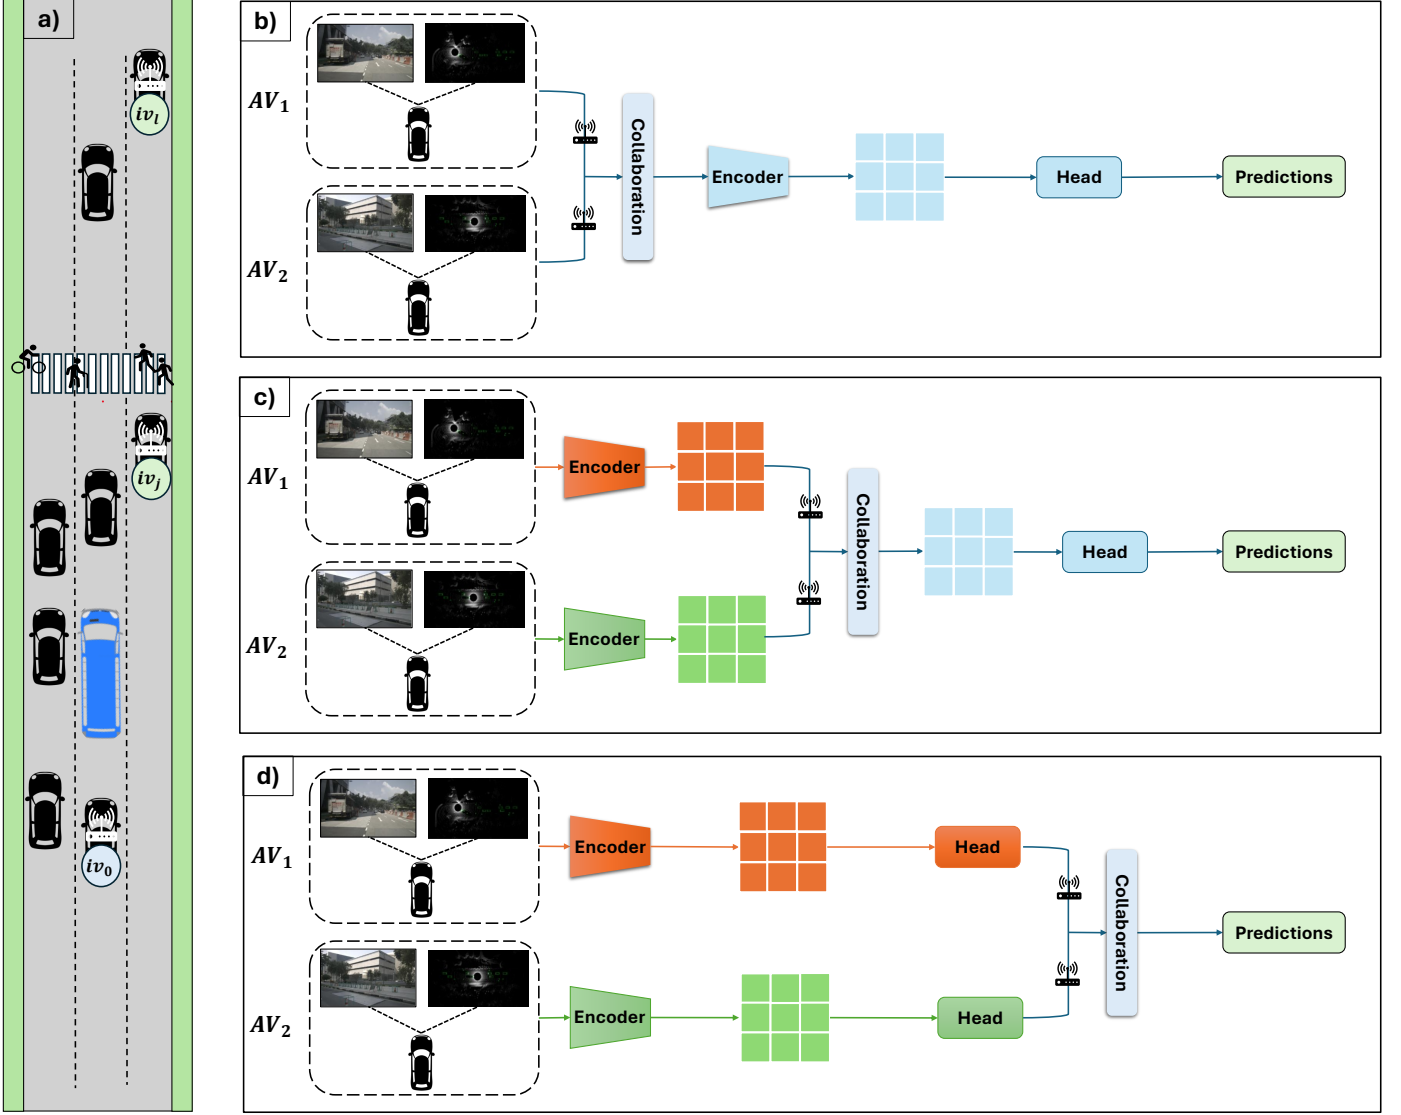 a)
iv_l
iv_j
iv_0
b)
AV_1
AV_2
Collaboration
Encoder
Head
Predictions
c)
AV_1
Encoder
AV_2
Encoder
Collaboration
Head
Predictions
d)
AV_1
Encoder
Head
AV_2
Encoder
Head
Collaboration
Predictions